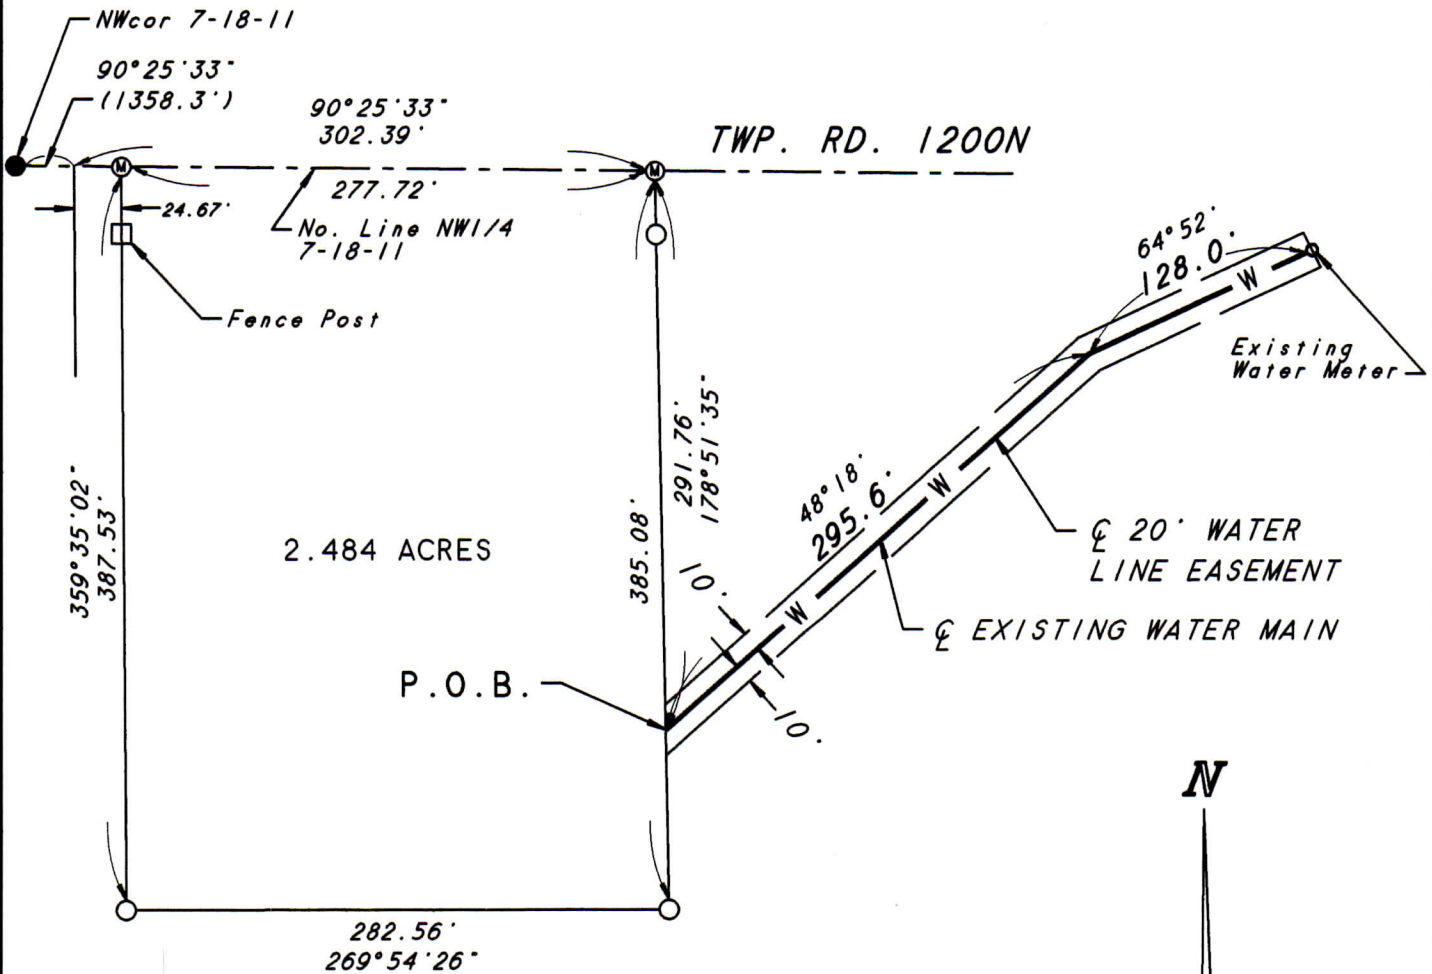 NWcor 7-18-11
90°25'33"
(1358.3')
90°25'33"
302.39'
TWP. RD. 1200N
M
M
277.72'
24.67'
No. Line NW1/4
7-18-11
Fence Post
64°52'
128.0'
W
Existing
Water Meter
291.76'
178°51'35"
359°35'02"
387.53'
385.08'
2.484 ACRES
48°18'
295.6'
W
℄ 20' WATER
LINE EASEMENT
10'
W
℄ EXISTING WATER MAIN
P.O.B.
10'
N
282.56'
269°54'26"